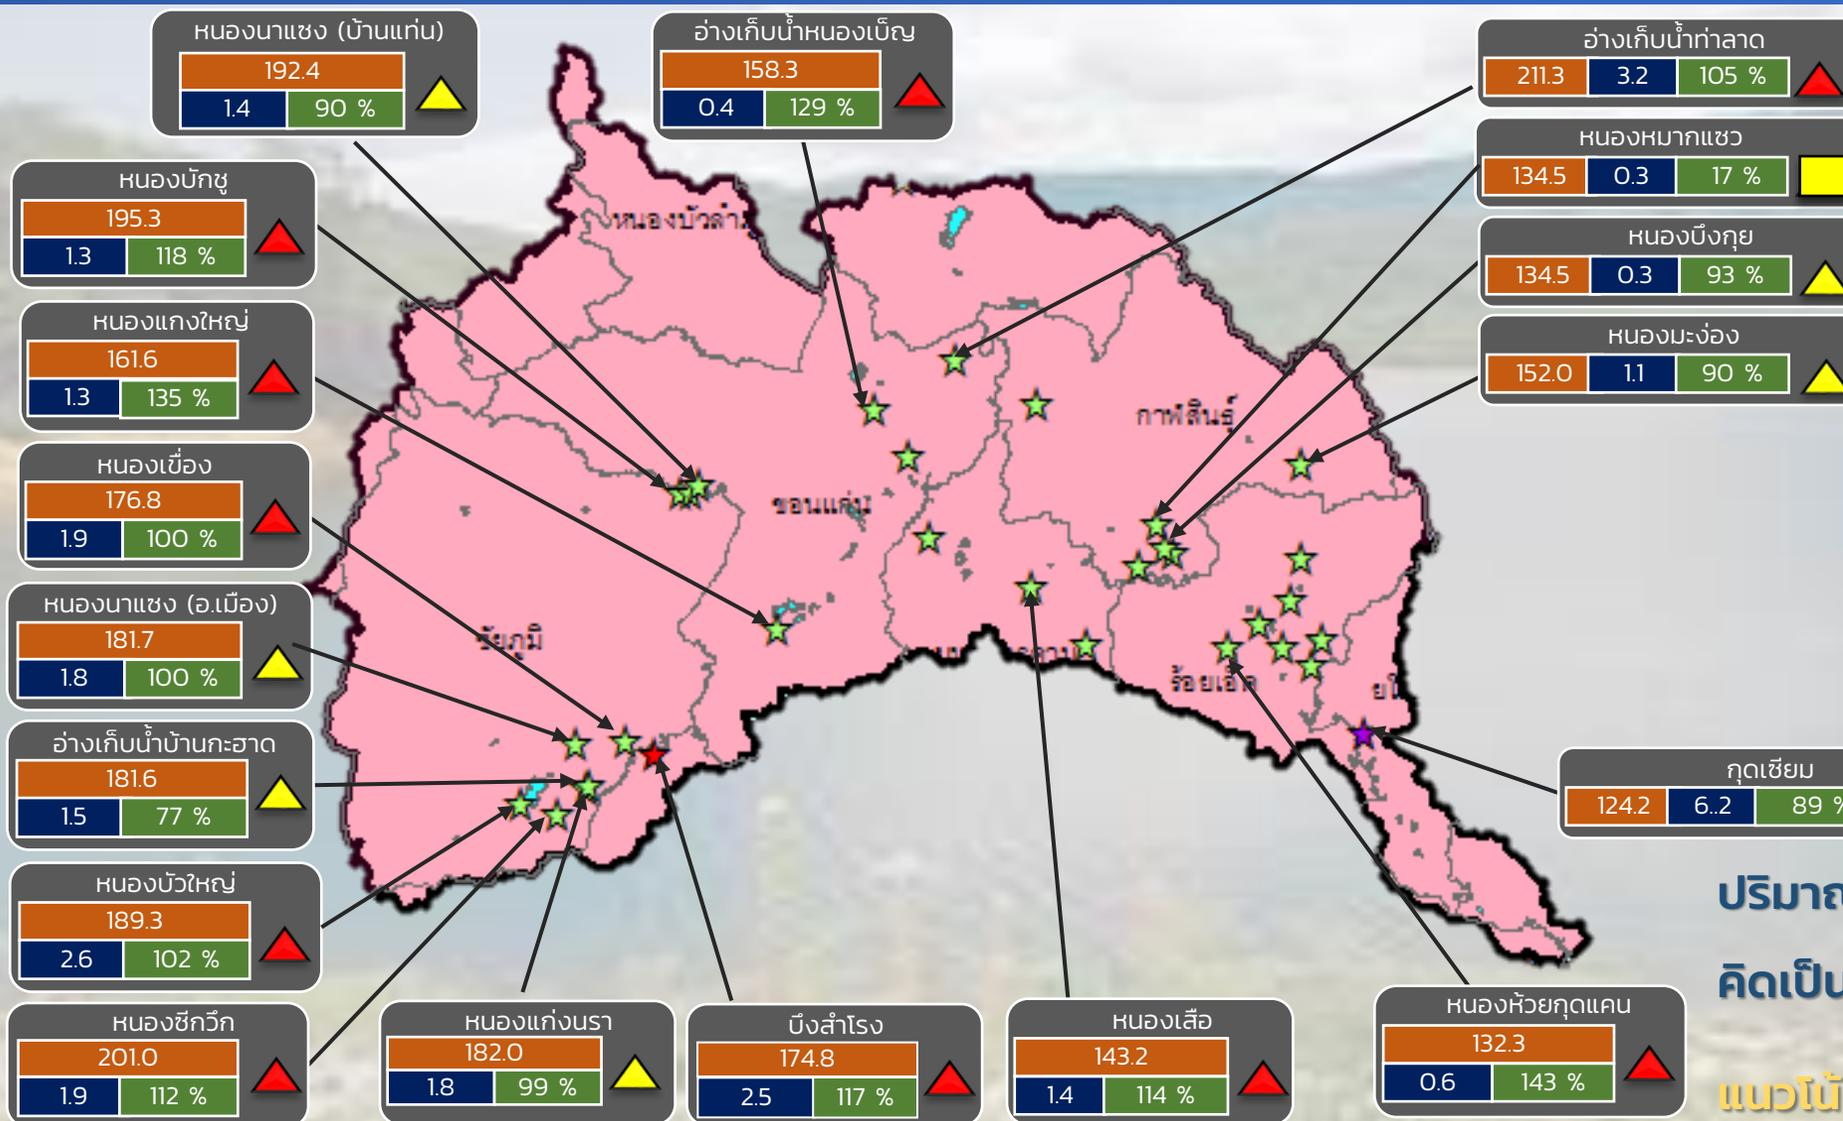 หนองนาแซง (บ้านแท่น)
192.4
1.4 90 %
อ่างเก็บน้ำหนองเบ็ญ
158.3
0.4 129 %
อ่างเก็บน้ำท่าลาด
211.3 3.2 105 %
หนองหมากแซว
134.5 0.3 17 %
หนองบึงกุย
134.5 0.3 93 %
หนองมะง่อง
152.0 1.1 90 %
หนองบักชู
195.3
1.3 118 %
หนองแกงใหญ่
161.6
1.3 135 %
หนองเขื่อง
176.8
1.9 100 %
หนองนาแซง (อ.เมือง)
181.7
1.8 100 %
อ่างเก็บน้ำบ้านกะฮาด
181.6
1.5 77 %
หนองบัวใหญ่
189.3
2.6 102 %
หนองซีกวึก
201.0
1.9 112 %
หนองบัวลำ
กาฬสินธุ์
ขอนแก่น
ชัยภูมิ
ร้อยเอ็ด
กุดเซียม
124.2 6..2 89 %
ปริมาณ
คิดเป็น
แนวโน้
หนองแก่งนรา
182.0
1.8 99 %
บึงสำโรง
174.8
2.5 117 %
หนองเสือ
143.2
1.4 114 %
หนองห้วยกุดแคน
132.3
0.6 143 %